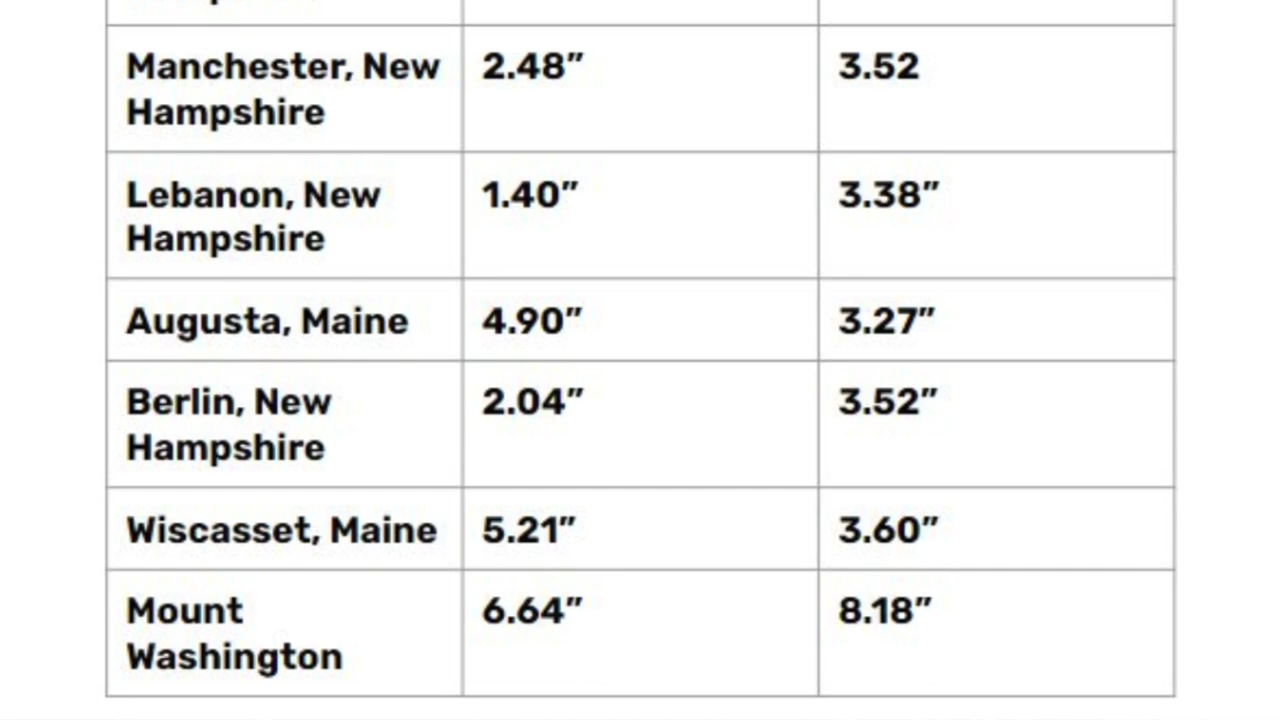 Manchester, New 2.48” 3.52
Hampshire
Lebanon, New 1.40” 3.38”
Hampshire
Augusta, Maine 4.90” 3.27”
Berlin, New 2.04” 3.52”
Hampshire
Wiscasset, Maine 5.21” 3.60”
Mount 6.64” 8.18”
Washington